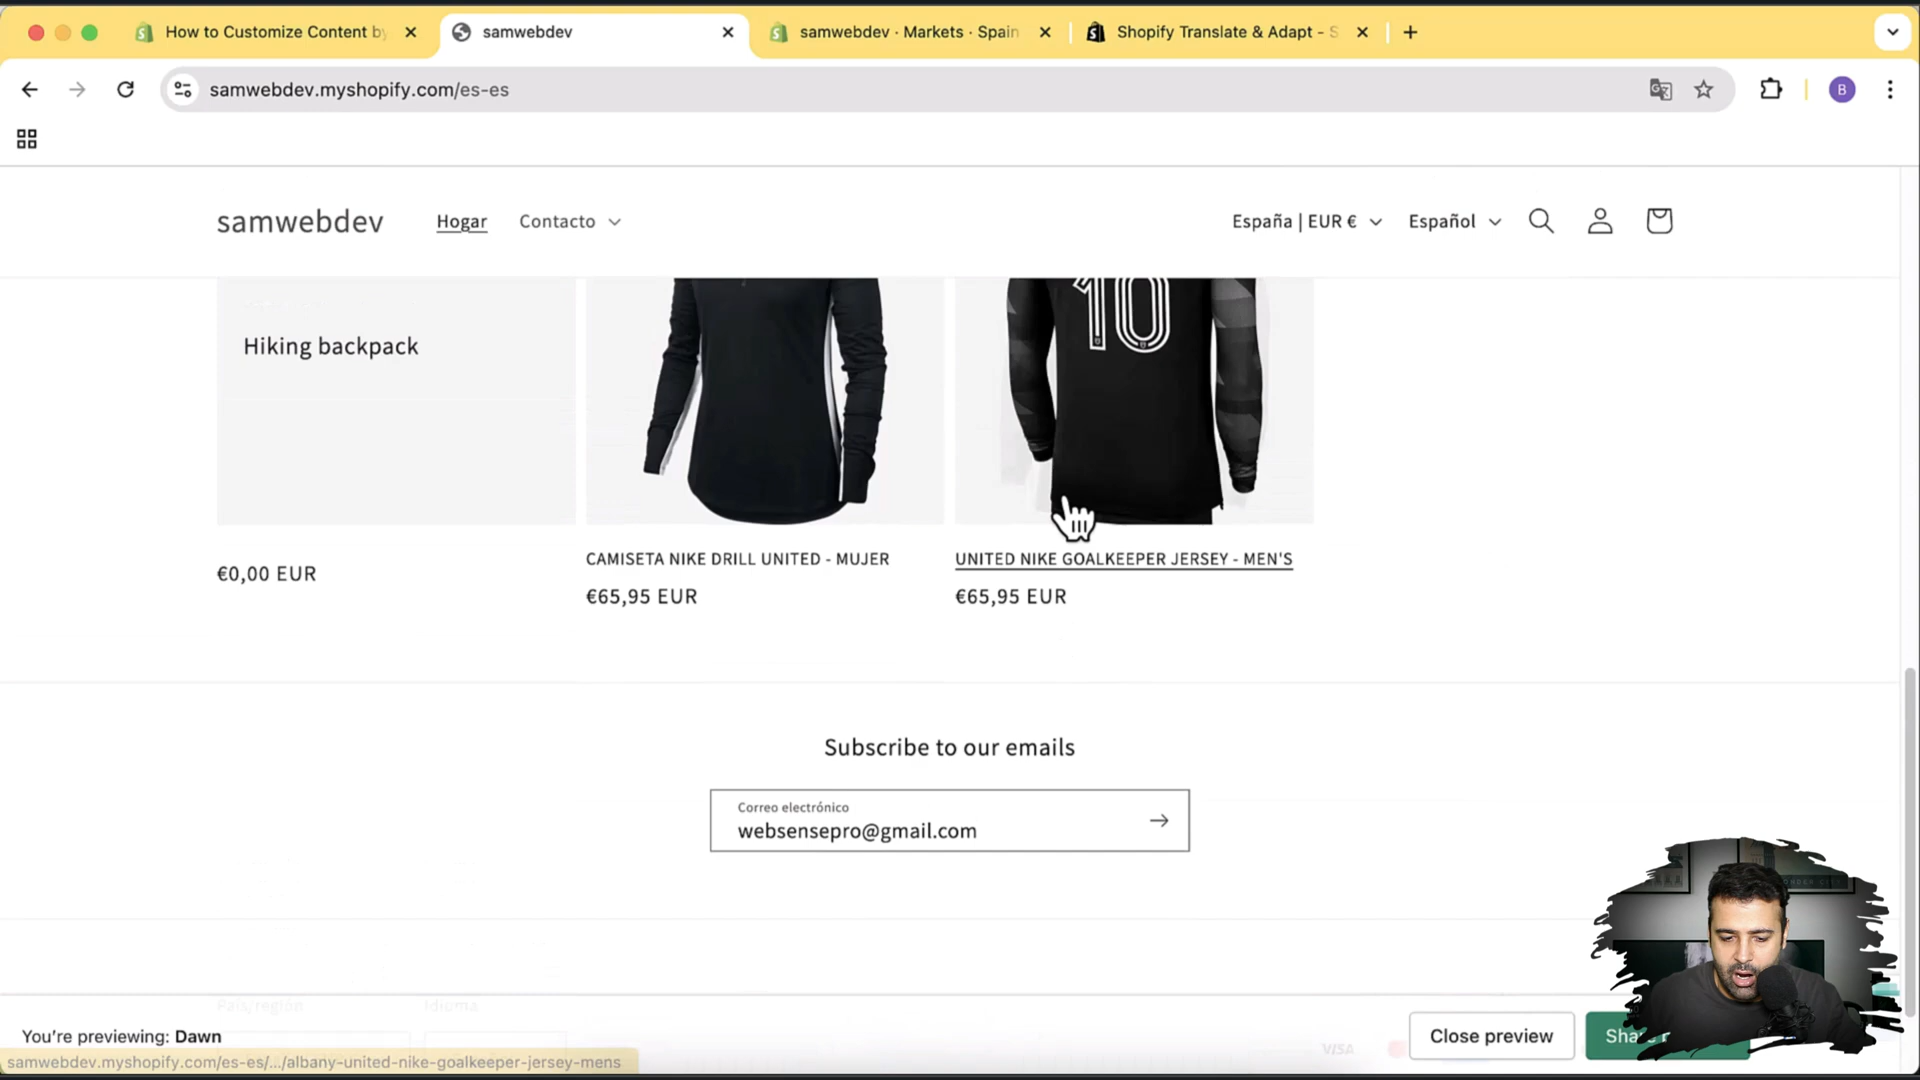 How to Customize Content by
samwebdev
samwebdev · Markets · Spain
Shopify Translate & Adapt - S
samwebdev.myshopify.com/es-es
B
samwebdev
Hogar
Contacto
España | EUR €
Español
10
Hiking backpack
€0,00 EUR
CAMISETA NIKE DRILL UNITED - MUJER
€65,95 EUR
UNITED NIKE GOALKEEPER JERSEY - MEN'S
€65,95 EUR
Subscribe to our emails
Correo electrónico
websensepro@gmail.com
País/región
Idioma
You're previewing: Dawn
VISA
Close preview
samwebdev.myshopify.com/es-es/.../albany-united-nike-goalkeeper-jersey-mens